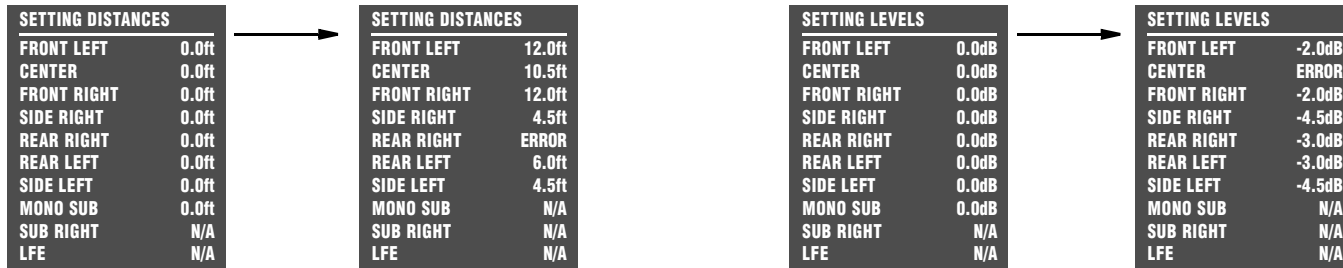 SETTING DISTANCES
FRONT LEFT 0.0ft
CENTER 0.0ft
FRONT RIGHT 0.0ft
SIDE RIGHT 0.0ft
REAR RIGHT 0.0ft
REAR LEFT 0.0ft
SIDE LEFT 0.0ft
MONO SUB 0.0ft
SUB RIGHT N/A
LFE N/A
SETTING DISTANCES
FRONT LEFT 12.0ft
CENTER 10.5ft
FRONT RIGHT 12.0ft
SIDE RIGHT 4.5ft
REAR RIGHT ERROR
REAR LEFT 6.0ft
SIDE LEFT 4.5ft
MONO SUB N/A
SUB RIGHT N/A
LFE N/A
SETTING LEVELS
FRONT LEFT 0.0dB
CENTER 0.0dB
FRONT RIGHT 0.0dB
SIDE RIGHT 0.0dB
REAR RIGHT 0.0dB
REAR LEFT 0.0dB
SIDE LEFT 0.0dB
MONO SUB 0.0dB
SUB RIGHT N/A
LFE N/A
SETTING LEVELS
FRONT LEFT -2.0dB
CENTER ERROR
FRONT RIGHT -2.0dB
SIDE RIGHT -4.5dB
REAR RIGHT -3.0dB
REAR LEFT -3.0dB
SIDE LEFT -4.5dB
MONO SUB N/A
SUB RIGHT N/A
LFE N/A